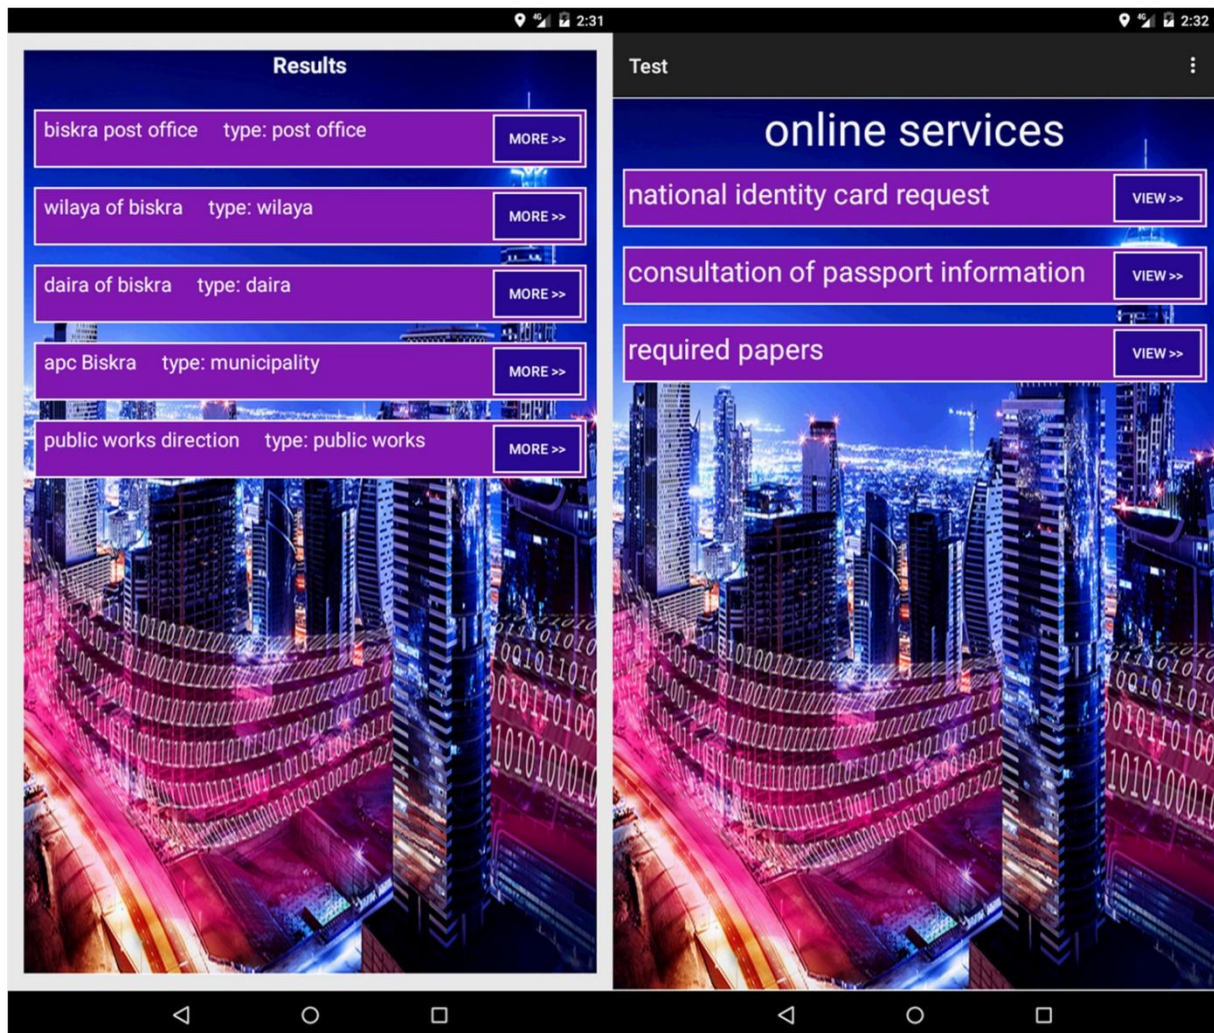 4G 2:31
Results
biskra post office type: post office MORE >>
wilaya of biskra type: wilaya MORE >>
daira of biskra type: daira MORE >>
apc Biskra type: municipality MORE >>
public works direction type: public works MORE >>
4G 2:32
Test
online services
national identity card request VIEW >>
consultation of passport information VIEW >>
required papers VIEW >>